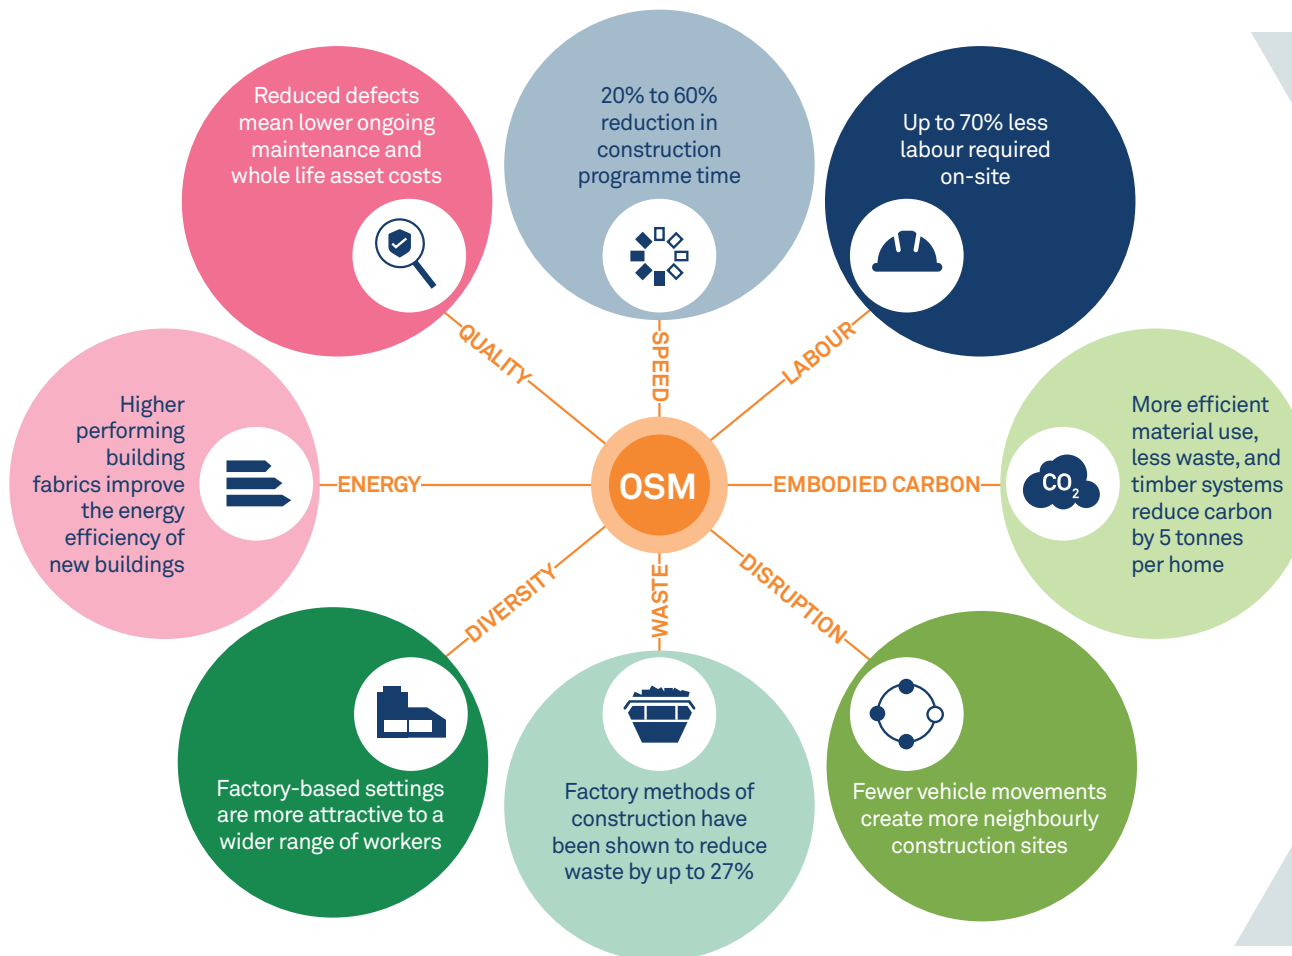 Reduced defects
mean lower ongoing
maintenance and
whole life asset costs
20% to 60%
reduction in
construction
programme time
Up to 70% less
labour required
on-site
QUALITY
SPEED
LABOUR
Higher
performing
building
fabrics improve
the energy
efficiency of
new buildings
ENERGY
OSM
EMBODIED CARBON
CO2
More efficient
material use,
less waste, and
timber systems
reduce carbon
by 5 tonnes
per home
DIVERSITY
WASTE
DISRUPTION
Factory-based settings
are more attractive to a
wider range of workers
Factory methods of
construction have
been shown to reduce
waste by up to 27%
Fewer vehicle movements
create more neighbourly
construction sites